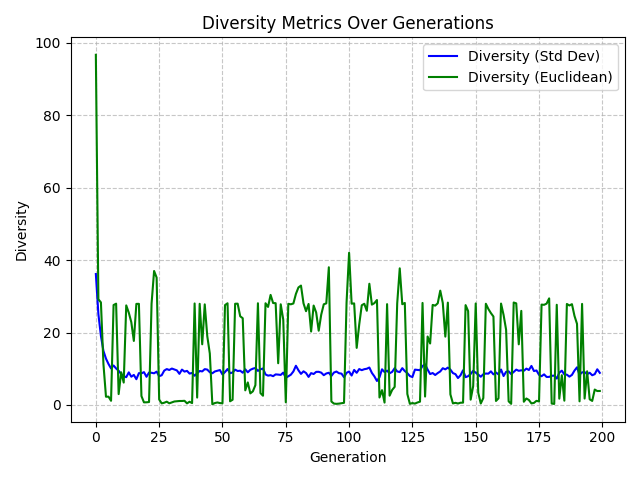 Diversity Metrics Over Generations
Diversity (Std Dev)
Diversity (Euclidean)
Diversity
100
80
60
40
20
0
0 25 50 75 100 125 150 175 200
Generation